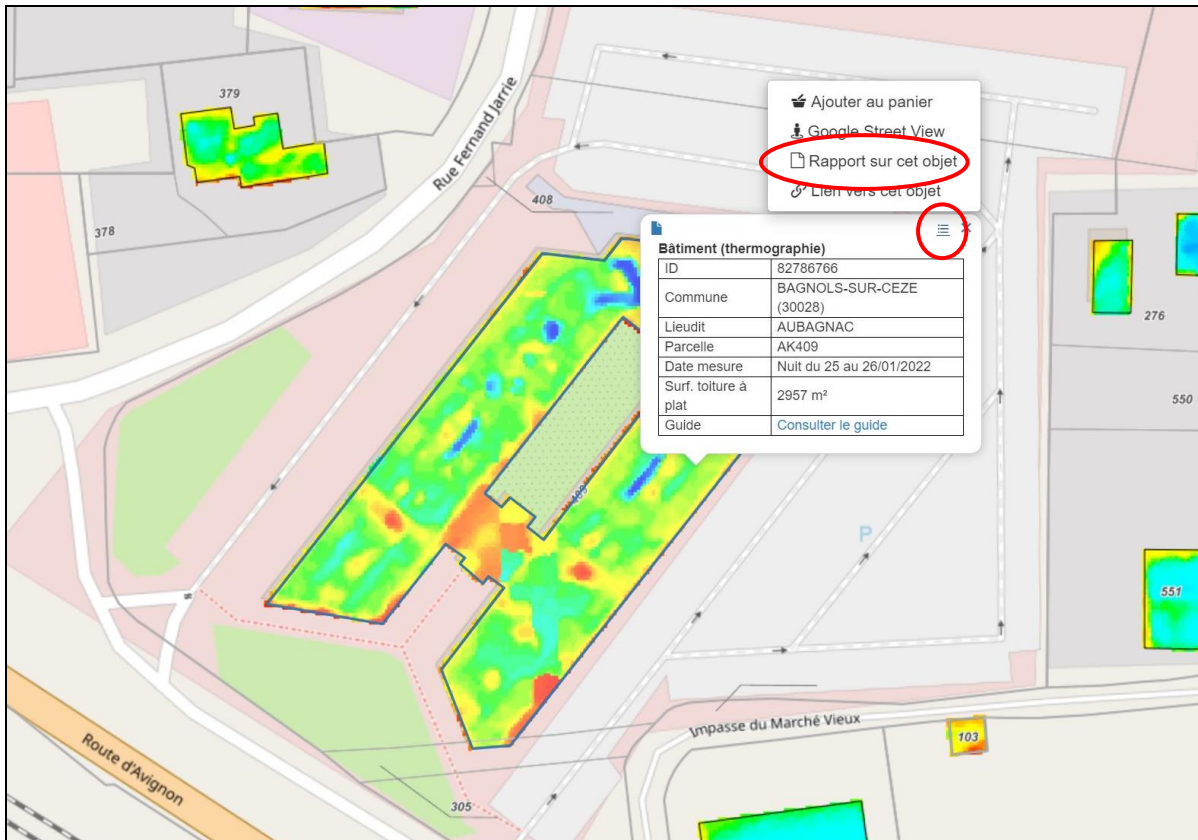 379
Rue Fernand Jarrie
378
408
Ajouter au panier
Google Street View
Rapport sur cet objet
Lien vers cet objet
Bâtiment (thermographie)
ID 82786766
Commune BAGNOLS-SUR-CEZE
(30028)
Lieudit AUBAGNAC
Parcelle AK409
Date mesure Nuit du 25 au 26/01/2022
Surf. toiture à
plat 2957 m²
Guide Consulter le guide
276
550
409
P
551
Impasse du Marché Vieux
103
Route d'Avignon
305